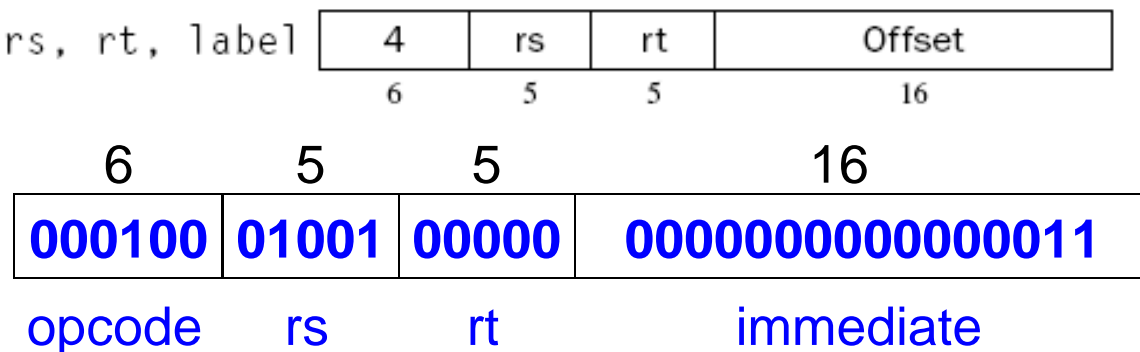 rs, rt, label 4 rs rt Offset
6 5 5 16
6 5 5 16
000100 01001 00000 0000000000000011
opcode rs rt immediate